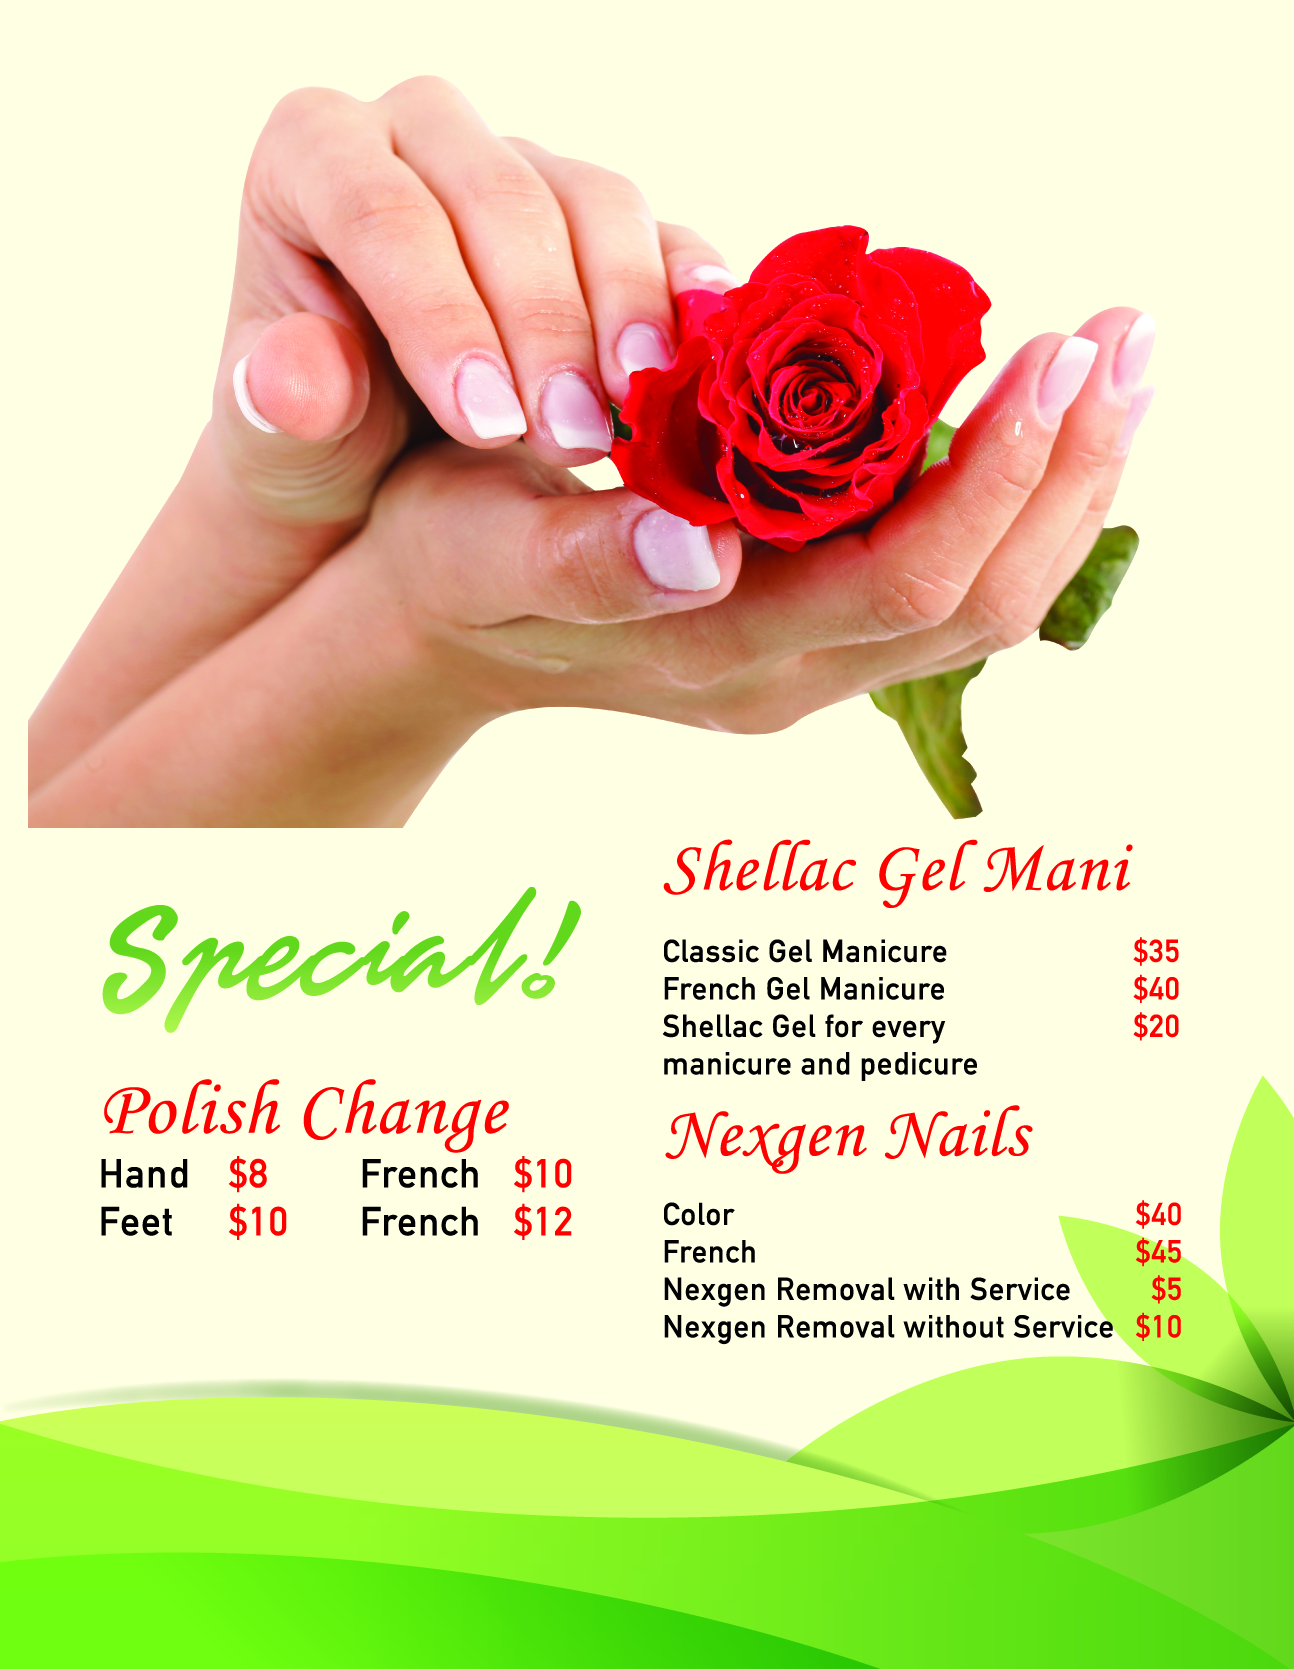 Special!
Polish Change
Hand $8 French $10
Feet $10 French $12
Shellac Gel Mani
Classic Gel Manicure $35
French Gel Manicure $40
Shellac Gel for every $20
manicure and pedicure
Nexgen Nails
Color $40
French $45
Nexgen Removal with Service $5
Nexgen Removal without Service $10